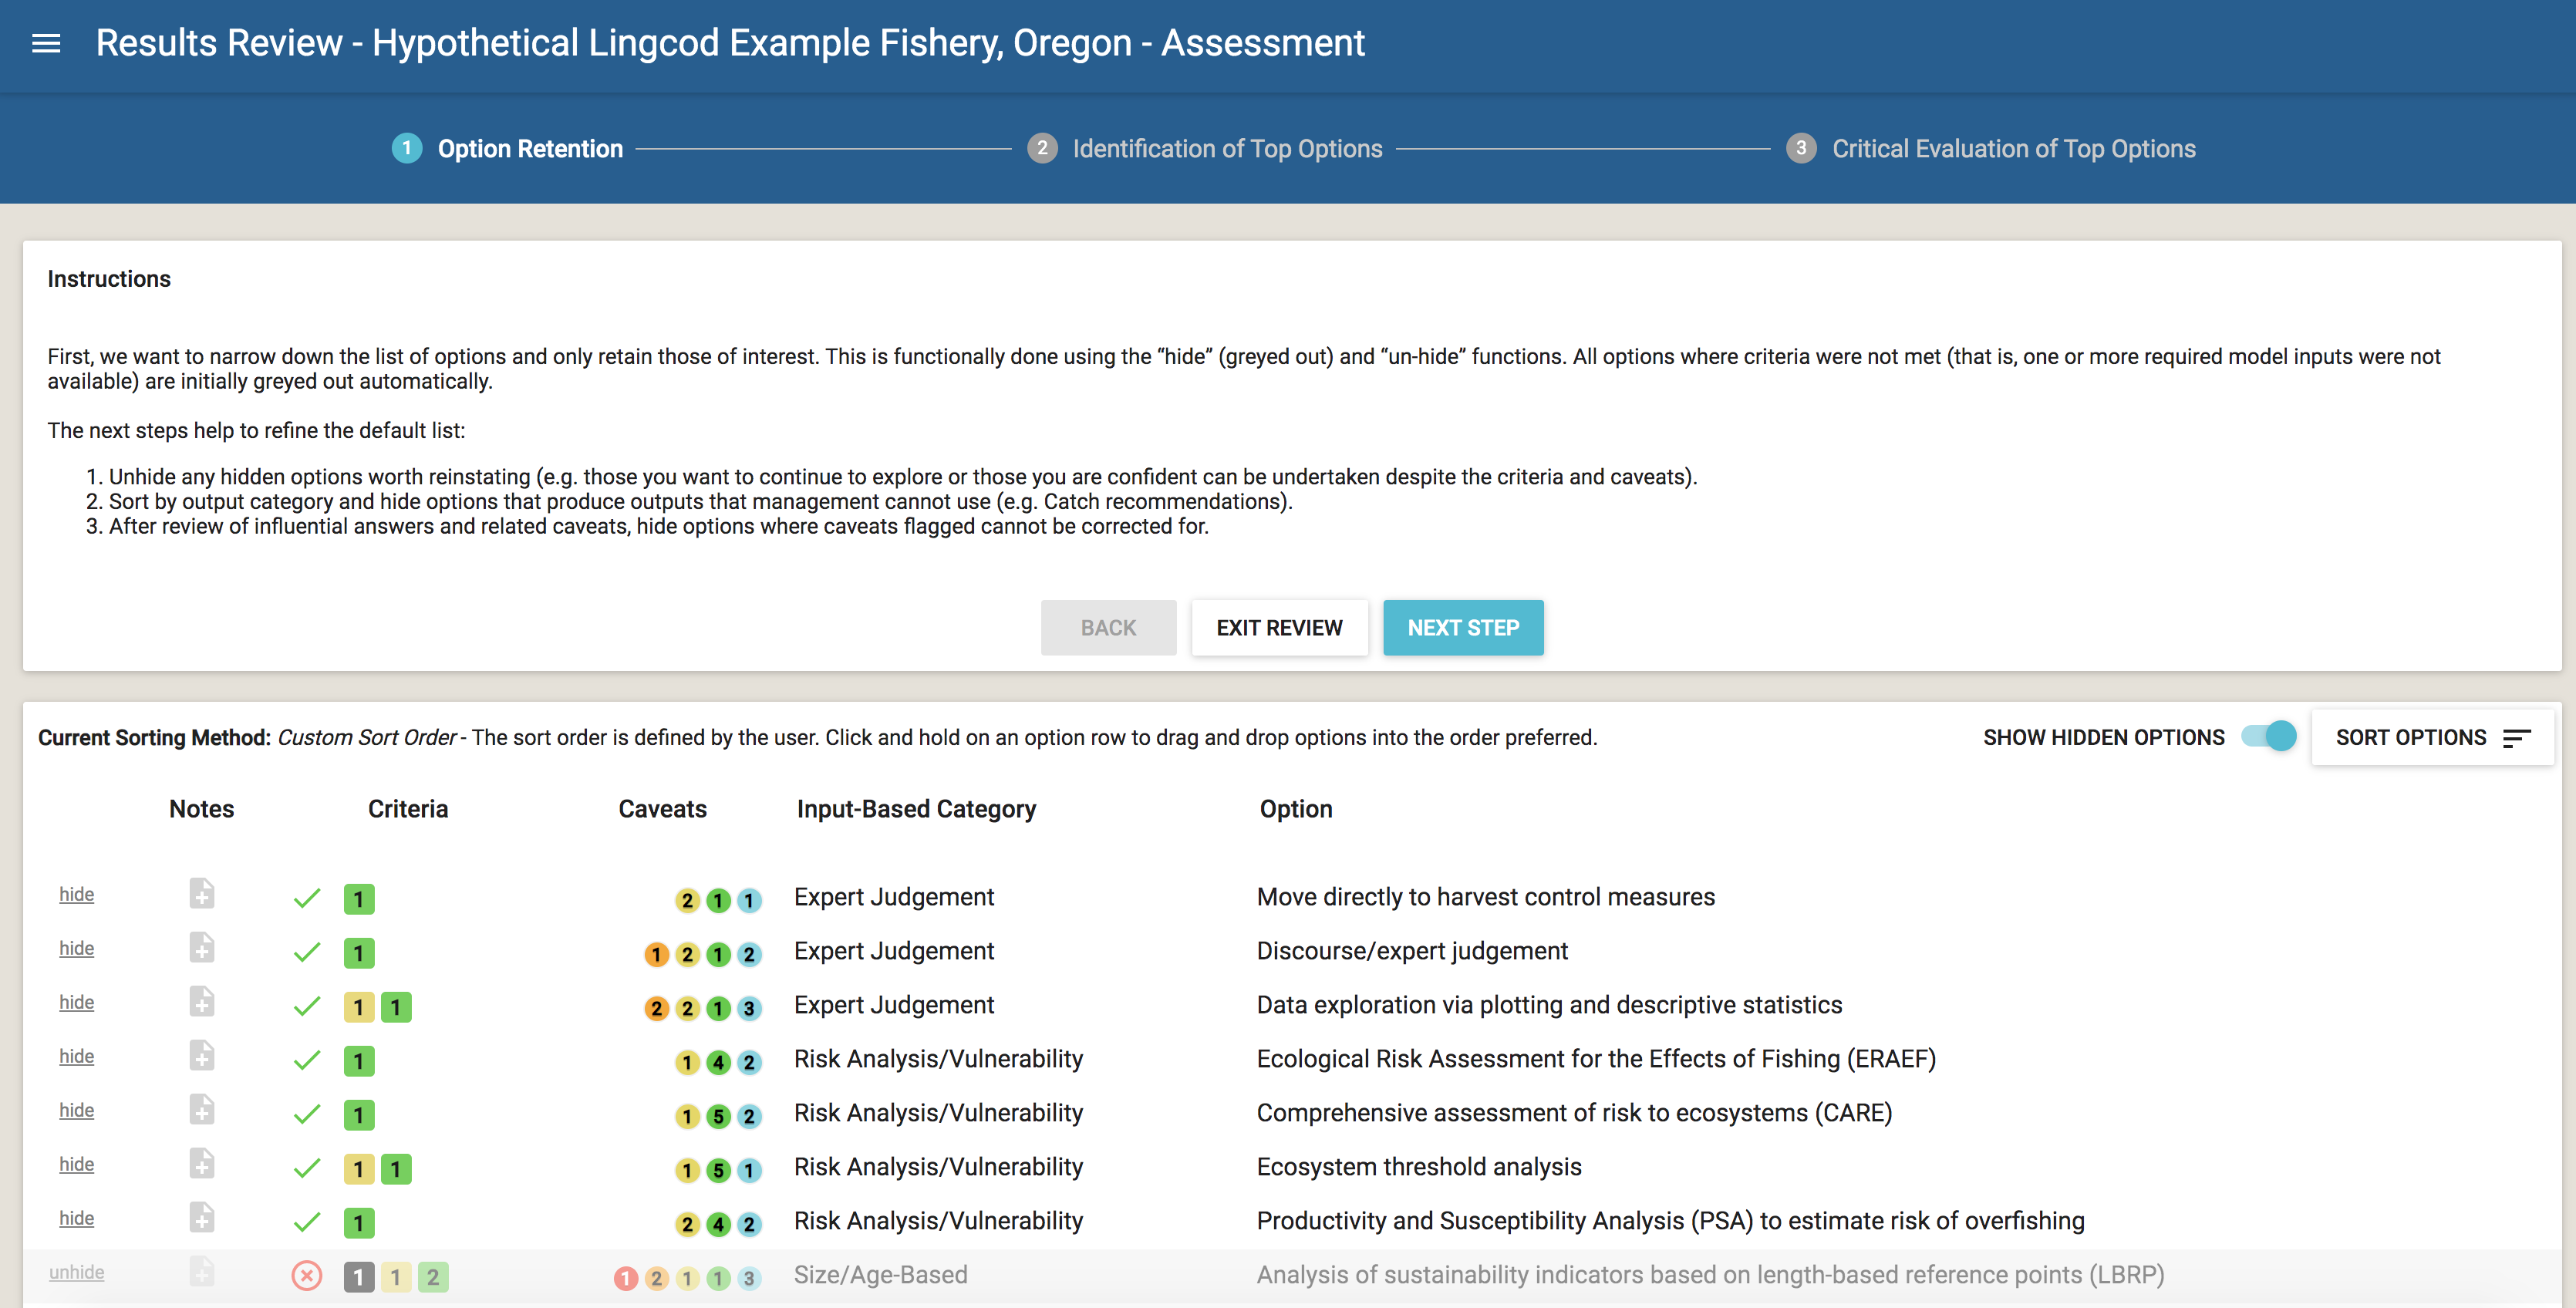 Results Review - Hypothetical Lingcod Example Fishery, Oregon - Assessment
1 Option Retention 2 Identification of Top Options 3 Critical Evaluation of Top Options
Instructions
First, we want to narrow down the list of options and only retain those of interest. This is functionally done using the “hide” (greyed out) and “un-hide” functions. All options where criteria were not met (that is, one or more required model inputs were not
available) are initially greyed out automatically.
The next steps help to refine the default list:
1. Unhide any hidden options worth reinstating (e.g. those you want to continue to explore or those you are confident can be undertaken despite the criteria and caveats).
2. Sort by output category and hide options that produce outputs that management cannot use (e.g. Catch recommendations).
3. After review of influential answers and related caveats, hide options where caveats flagged cannot be corrected for.
BACK EXIT REVIEW NEXT STEP
Current Sorting Method: Custom Sort Order - The sort order is defined by the user. Click and hold on an option row to drag and drop options into the order preferred. SHOW HIDDEN OPTIONS SORT OPTIONS
Notes Criteria Caveats Input-Based Category Option
hide 1 2 1 1 Expert Judgement Move directly to harvest control measures
hide 1 1 2 1 2 Expert Judgement Discourse/expert judgement
hide 1 1 2 2 1 3 Expert Judgement Data exploration via plotting and descriptive statistics
hide 1 1 4 2 Risk Analysis/Vulnerability Ecological Risk Assessment for the Effects of Fishing (ERAEF)
hide 1 1 5 2 Risk Analysis/Vulnerability Comprehensive assessment of risk to ecosystems (CARE)
hide 1 1 1 5 1 Risk Analysis/Vulnerability Ecosystem threshold analysis
hide 1 2 4 2 Risk Analysis/Vulnerability Productivity and Susceptibility Analysis (PSA) to estimate risk of overfishing
unhide 1 1 2 1 2 1 1 3 Size/Age-Based Analysis of sustainability indicators based on length-based reference points (LBRP)